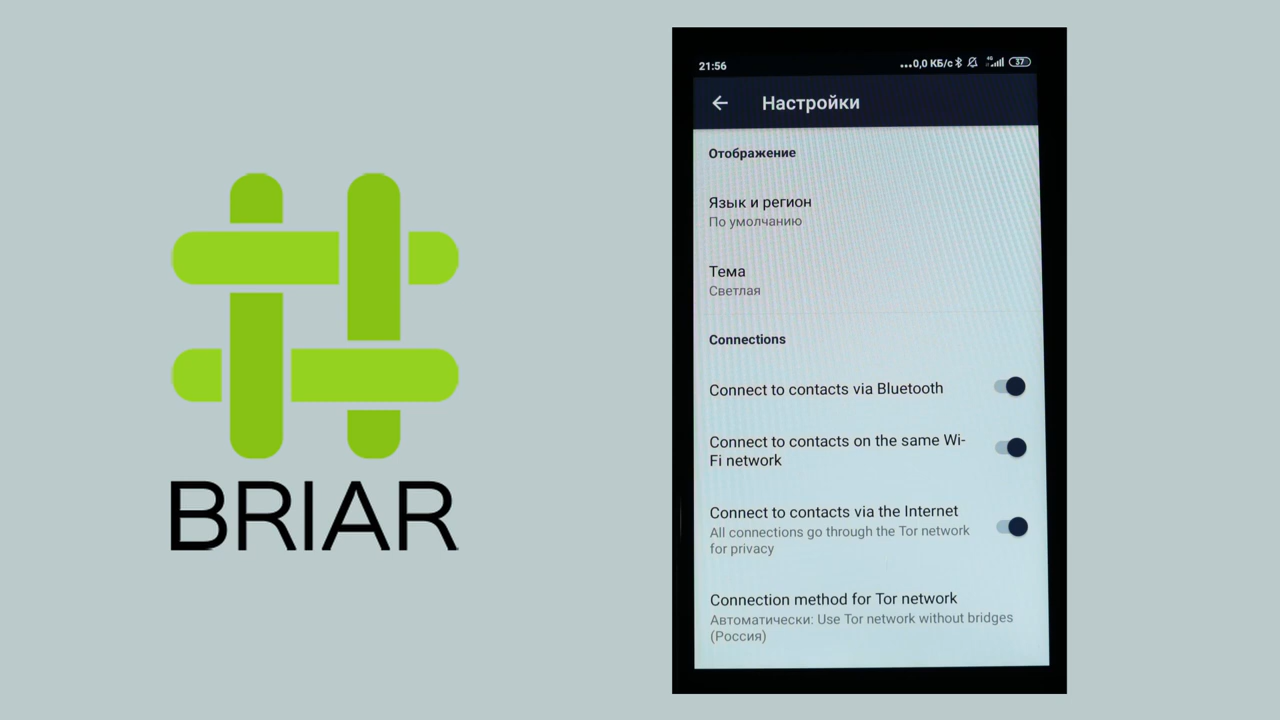 BRIAR
21:56
...0,0 КБ/с 4G 37
Настройки
Отображение
Язык и регион
По умолчанию
Тема
Светлая
Connections
Connect to contacts via Bluetooth
Connect to contacts on the same Wi-
Fi network
Connect to contacts via the Internet
All connections go through the Tor network
for privacy
Connection method for Tor network
Автоматически: Use Tor network without bridges
(Россия)